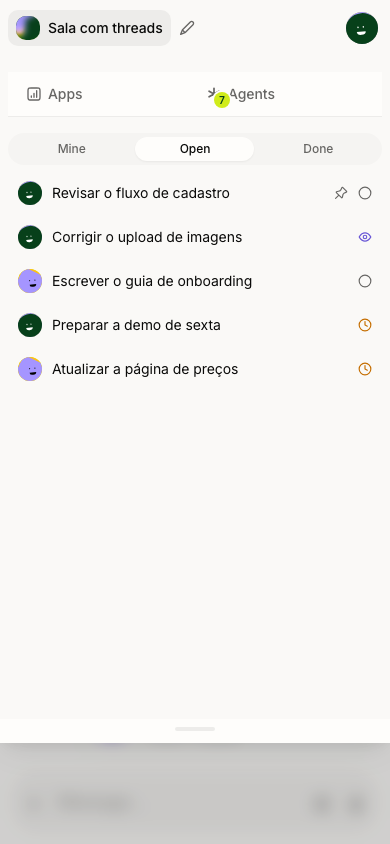 Sala com threads
Apps
7
Agents
Mine
Open
Done
Revisar o fluxo de cadastro
Corrigir o upload de imagens
Escrever o guia de onboarding
Preparar a demo de sexta
Atualizar a página de preços